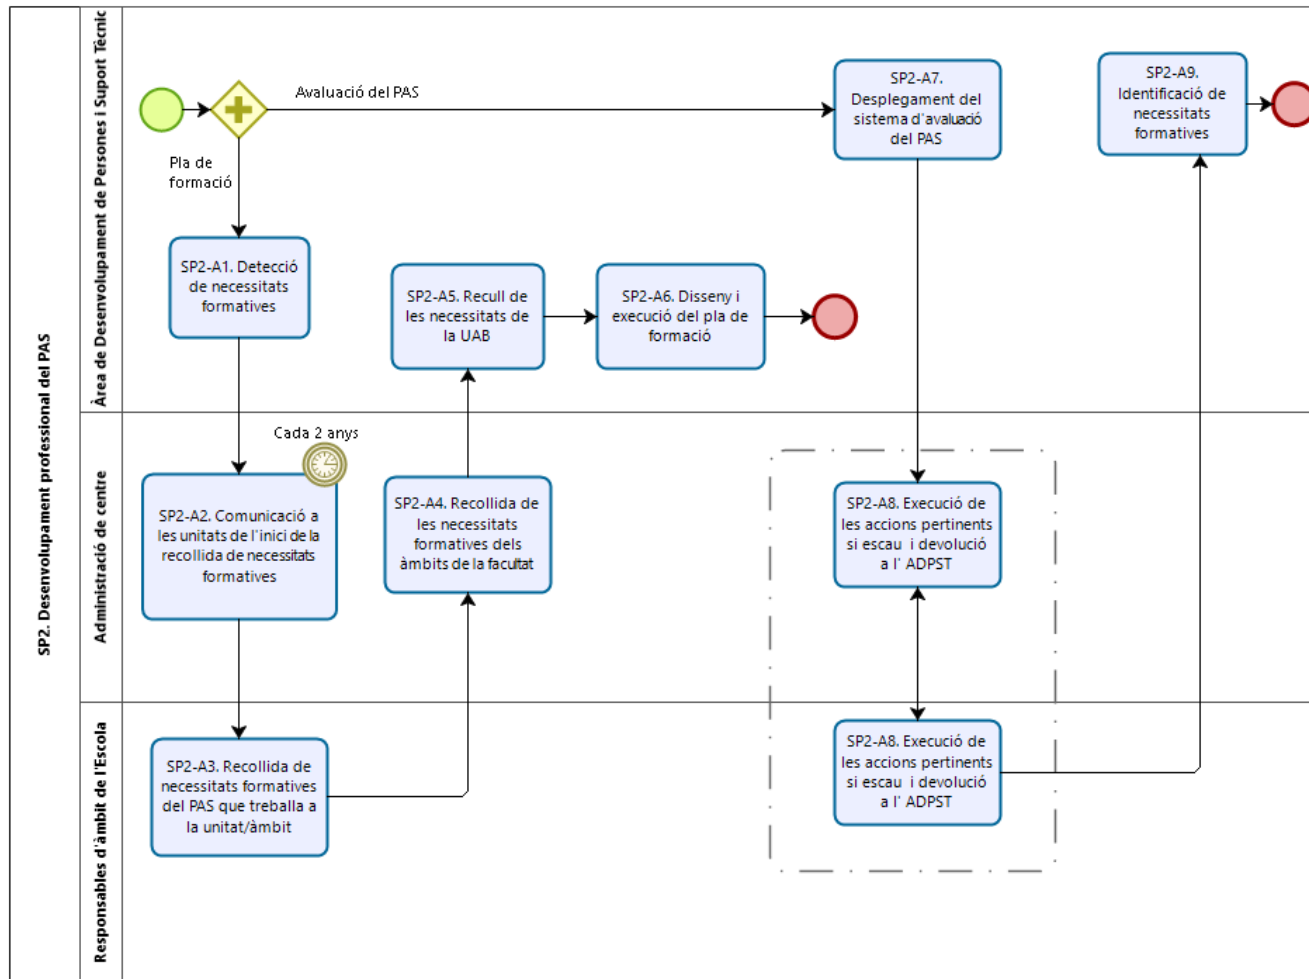 SP2. Desenvolupament professional del PAS
Àrea de Desenvolupament de Persones i Suport Tècnic
Avaluació del PAS
Pla de
formació
SP2-A1. Detecció
de necessitats
formatives
SP2-A5. Recull de
les necessitats de
la UAB
SP2-A6. Disseny i
execució del pla de
formació
SP2-A7.
Desplegament del
sistema d'avaluació
del PAS
SP2-A9.
Identificació de
necessitats
formatives
Administració de centre
Cada 2 anys
SP2-A2. Comunicació a
les unitats de l'inici de la
recollida de necessitats
formatives
SP2-A4. Recollida de
les necessitats
formatives dels
àmbits de la facultat
SP2-A8. Execució de
les accions pertinents
si escau i devolució
a l' ADPST
Responsables d'àmbit de l'Escola
SP2-A3. Recollida de
necessitats formatives
del PAS que treballa a
la unitat/àmbit
SP2-A8. Execució de
les accions pertinents
si escau i devolució
a l' ADPST